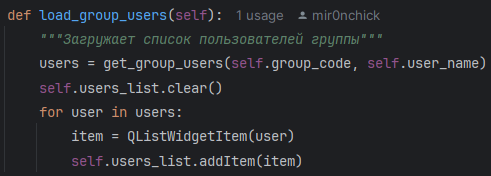 def load_group_users(self): 1 usage mir0nchick
    """Загружает список пользователей группы"""
    users = get_group_users(self.group_code, self.user_name)
    self.users_list.clear()
    for user in users:
        item = QListWidgetItem(user)
        self.users_list.addItem(item)